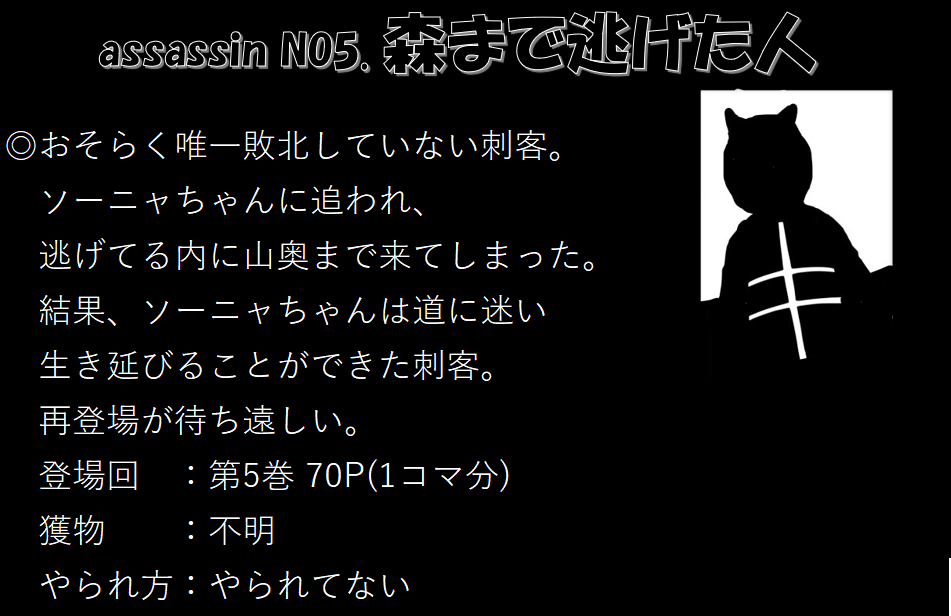 assassin NO5. 森まで逃げた人
◎おそらく唯一敗北していない刺客。
ソーニャちゃんに追われ、
逃げてる内に山奥まで来てしまった。
結果、ソーニャちゃんは道に迷い
生き延びることができた刺客。
再登場が待ち遠しい。
登場回 :第5巻 70P(1コマ分)
獲物 :不明
やられ方:やられてない
キ